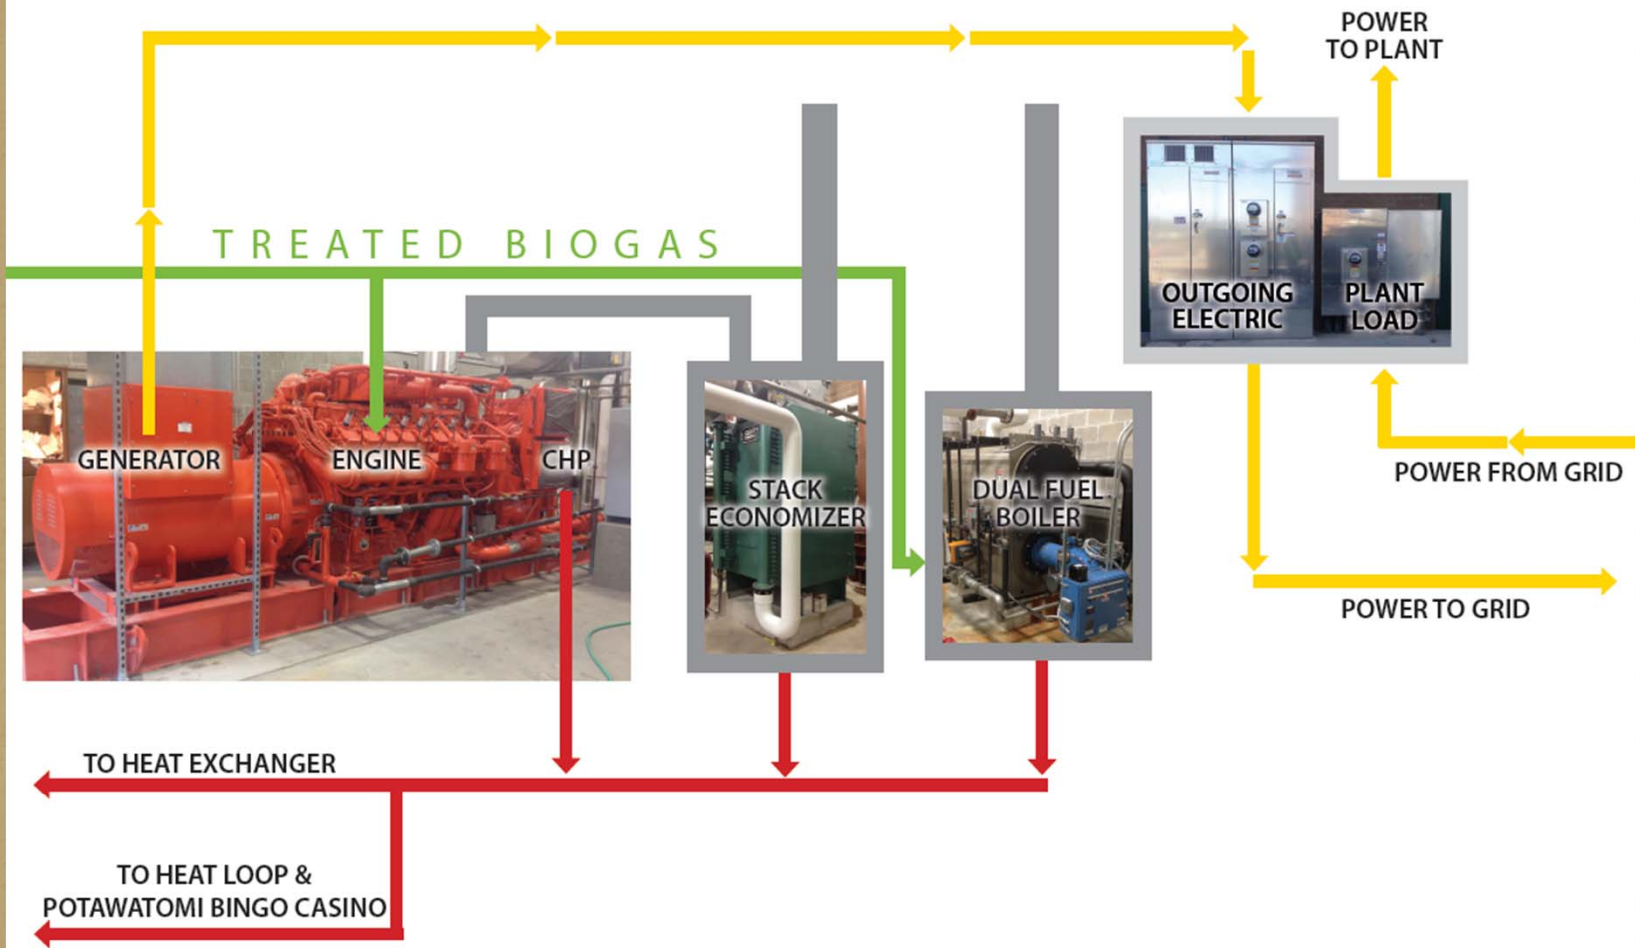 POWER
TO PLANT
TREATED BIOGAS
OUTGOING
ELECTRIC
PLANT
LOAD
GENERATOR
ENGINE
CHP
STACK
ECONOMIZER
DUAL FUEL
BOILER
POWER FROM GRID
POWER TO GRID
TO HEAT EXCHANGER
TO HEAT LOOP &
POTAWATOMI BINGO CASINO